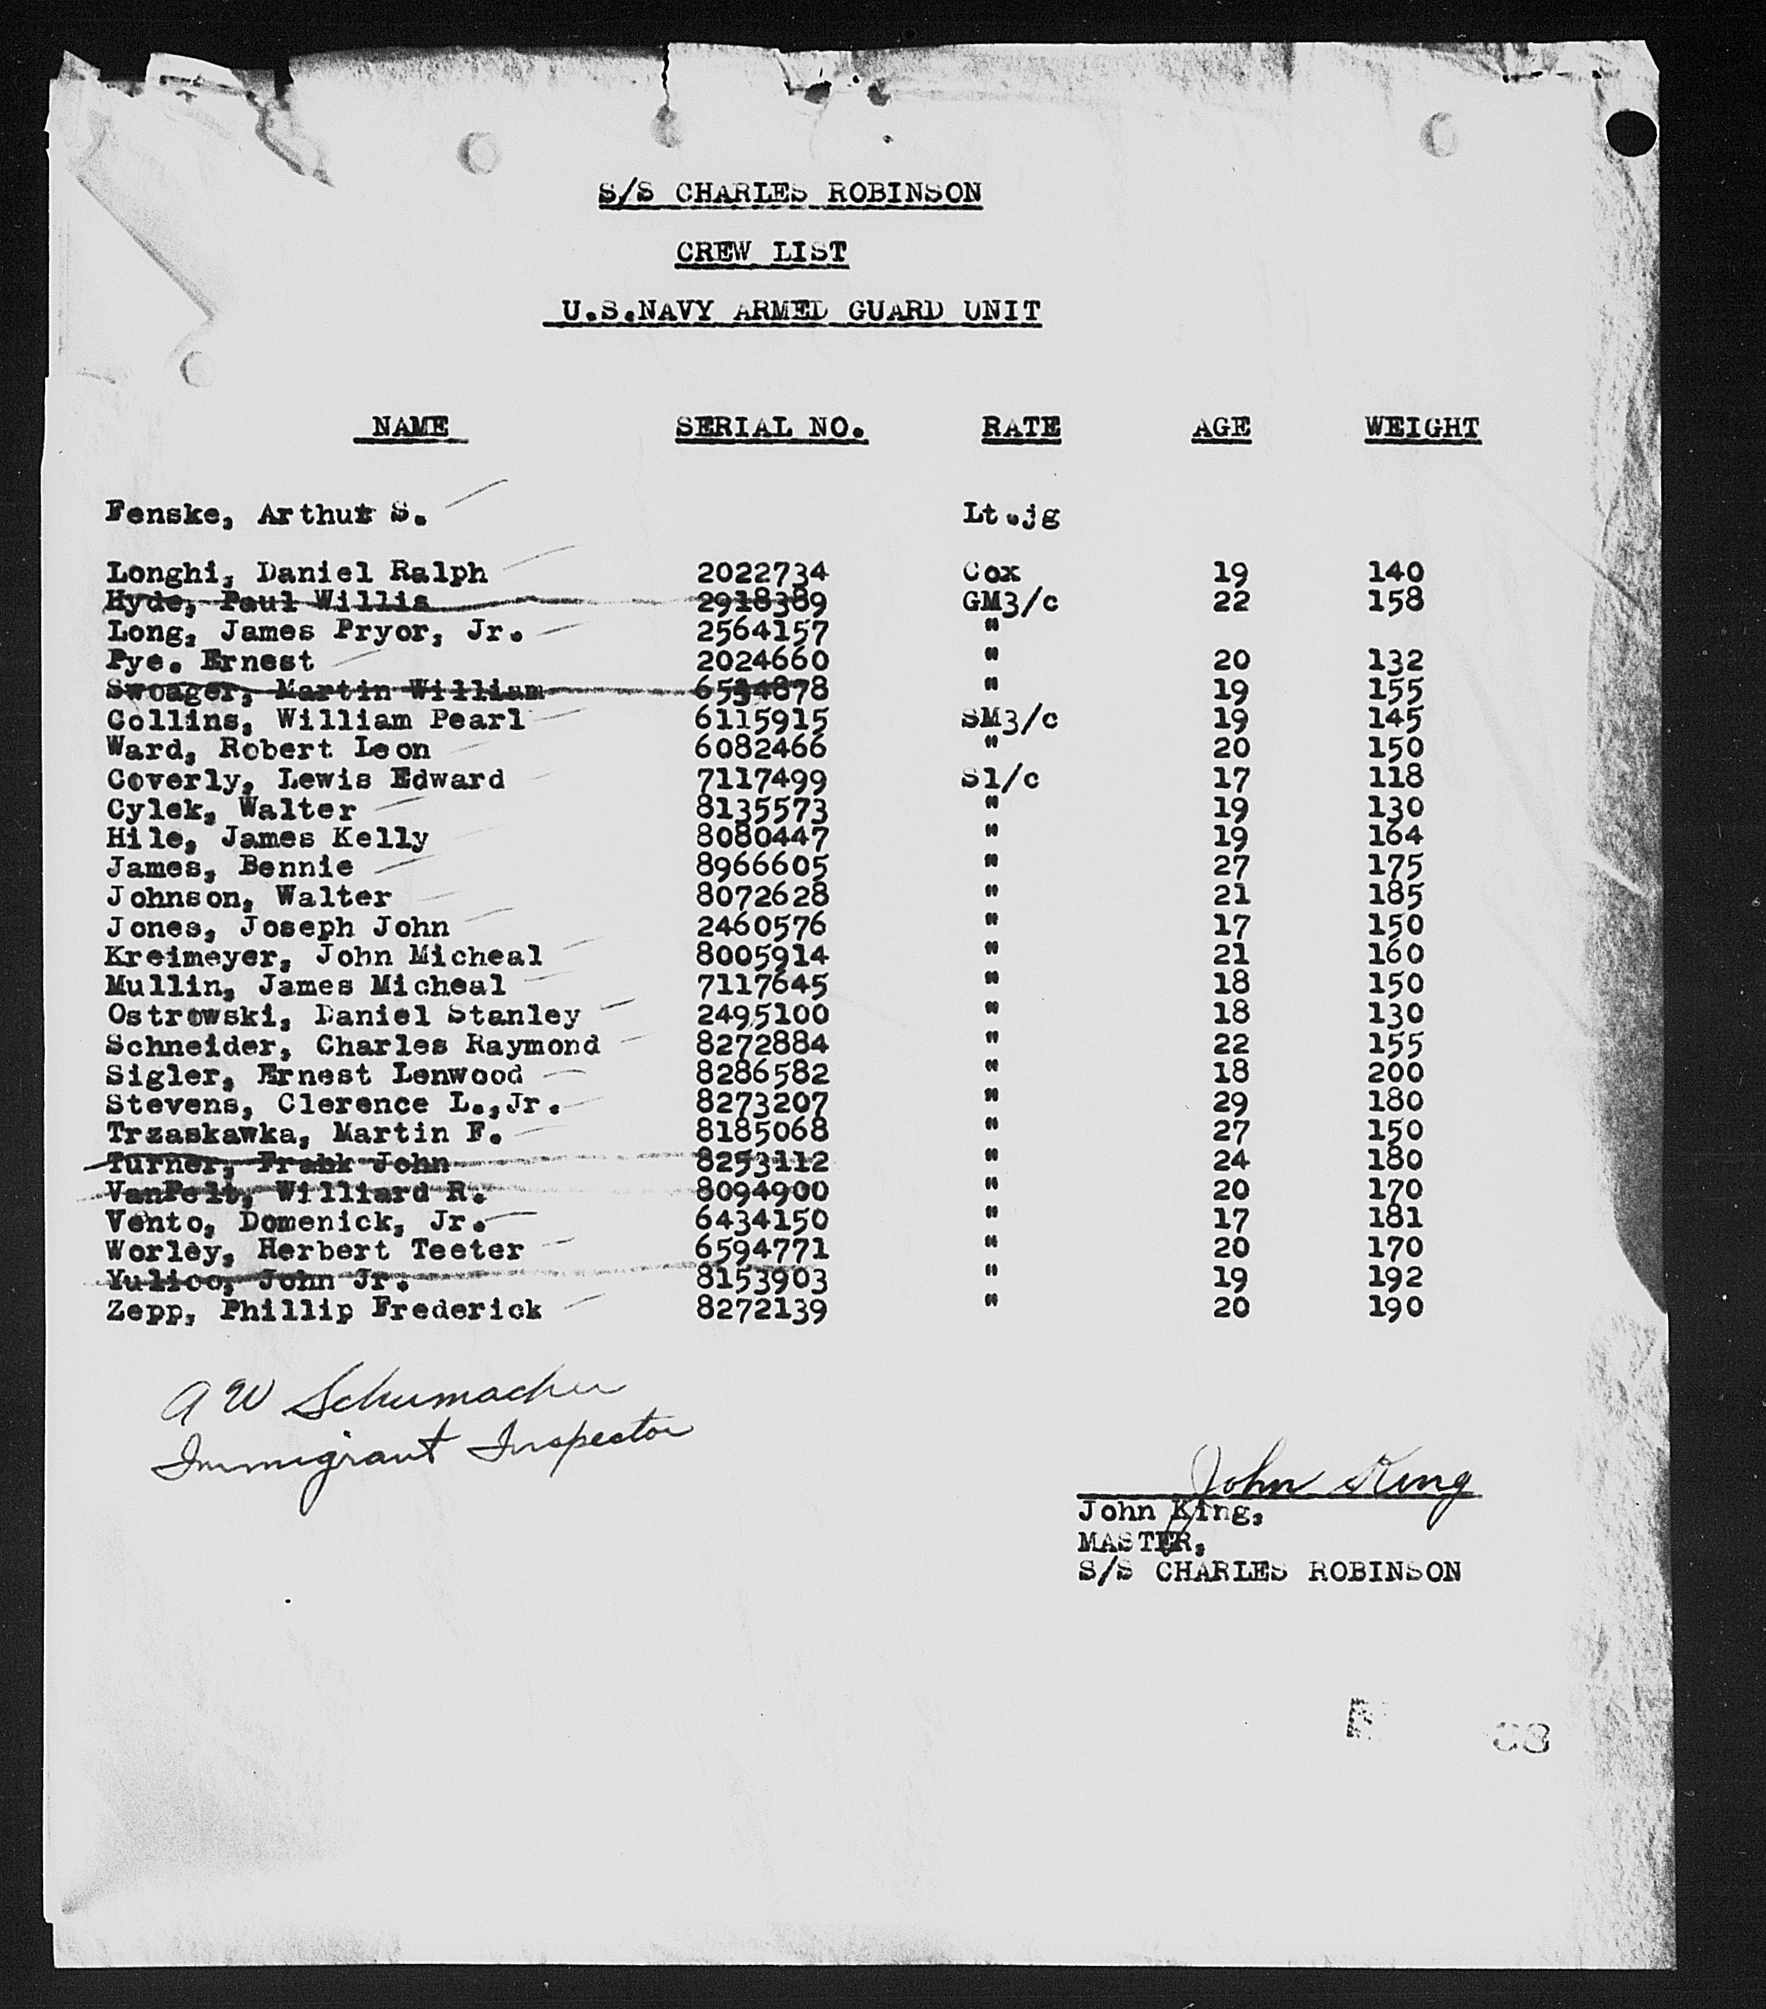 S/S CHARLES ROBINSON
CREW LIST
U.S.NAVY ARMED GUARD UNIT
NAME SERIAL NO. RATE AGE WEIGHT
Fenske, Arthur S. Lt.jg
Longhi, Daniel Ralph 2022734 Cox 19 140
Hyde, Paul Willis 2918389 GM3/c 22 158
Long, James Pryor, Jr. 2564157 "
Pye. Ernest 2024660 " 20 132
Swoager, Martin William 6534878 " 19 155
Collins, William Pearl 6115915 SM3/c 19 145
Ward, Robert Leon 6082466 " 20 150
Coverly, Lewis Edward 7117499 S1/c 17 118
Cylek, Walter 8135573 " 19 130
Hile, James Kelly 8080447 " 19 164
James, Bennie 8966605 " 27 175
Johnson, Walter 8072628 " 21 185
Jones, Joseph John 2460576 " 17 150
Kreimeyer, John Micheal 8005914 " 21 160
Mullin, James Micheal 7117645 " 18 150
Ostrowski, Daniel Stanley 2495100 " 18 130
Schneider, Charles Raymond 8272884 " 22 155
Sigler, Ernest Lenwood 8286582 " 18 200
Stevens, Clerence L.,Jr. 8273207 " 29 180
Trzaskawka, Martin F. 8185068 " 27 150
Turner, Frank John 8253112 " 24 180
VanPelt, Williard R. 8094900 " 20 170
Vento, Domenick, Jr. 6434150 " 17 181
Worley, Herbert Teeter 6594771 " 20 170
Yulico, John Jr. 8153903 " 19 192
Zepp, Phillip Frederick 8272139 " 20 190
A W Schumacher
Immigrant Inspector
John King
John King,
MASTER,
S/S CHARLES ROBINSON